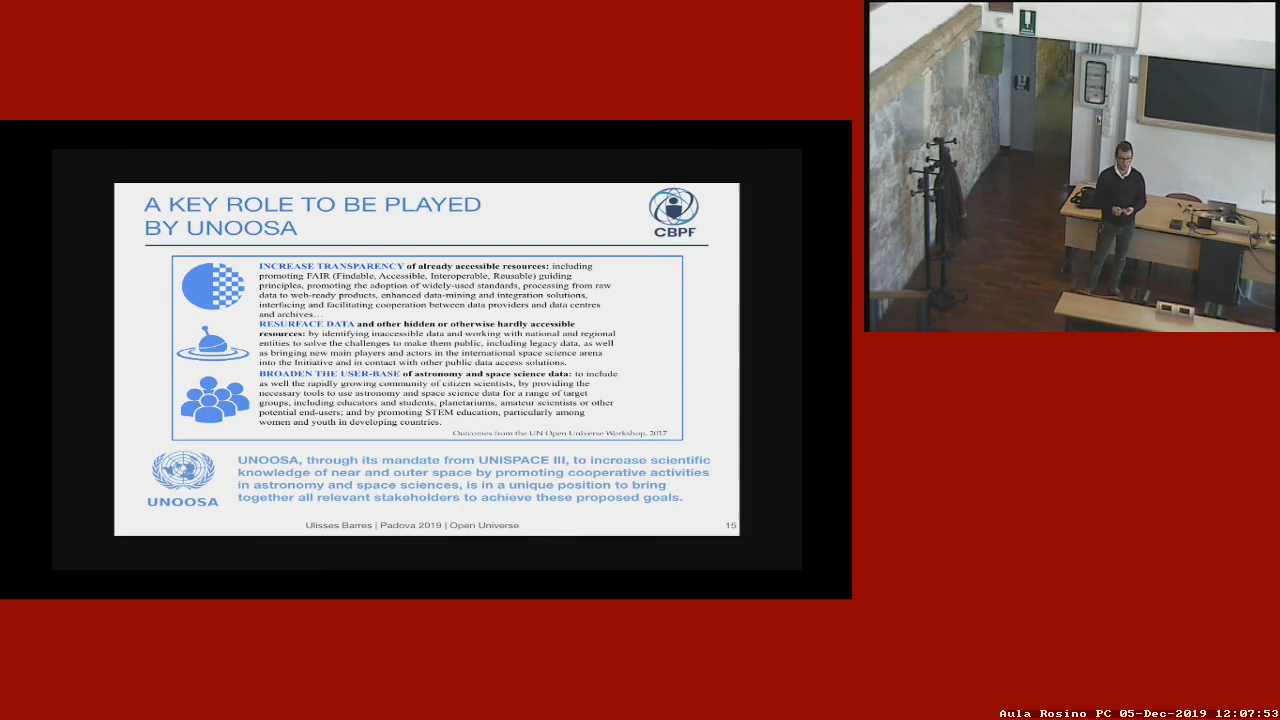 A KEY ROLE TO BE PLAYED
BY UNOOSA
CBPF
INCREASE TRANSPARENCY of already accessible resources: including
promoting FAIR (Findable, Accessible, Interoperable, Reusable) guiding
principles, promoting the adoption of widely-used standards, processing from raw
data to web-ready products, enhanced data-mining and integration solutions,
interfacing and facilitating cooperation between data providers and data centres
and archives…
RESURFACE DATA and other hidden or otherwise hardly accessible
resources: by identifying inaccessible data and working with national and regional
entities to solve the challenges to make them public, including legacy data, as well
as bringing new main players and actors in the international space science arena
into the Initiative and in contact with other public data access solutions.
BROADEN THE USER-BASE of astronomy and space science data: to include
as well the rapidly growing community of citizen scientists, by providing the
necessary tools to use astronomy and space science data for a range of target
groups, including educators and students, planetariums, amateur scientists or other
potential end-users; and by promoting STEM education, particularly among
women and youth in developing countries.
Outcomes from the UN Open Universe Workshop, 2017
UNOOSA
UNOOSA, through its mandate from UNISPACE III, to increase scientific
knowledge of near and outer space by promoting cooperative activities
in astronomy and space sciences, is in a unique position to bring
together all relevant stakeholders to achieve these proposed goals.
Ulisses Barres | Padova 2019 | Open Universe
15
Aula Rosino PC 05-Dec-2019 12:07:53